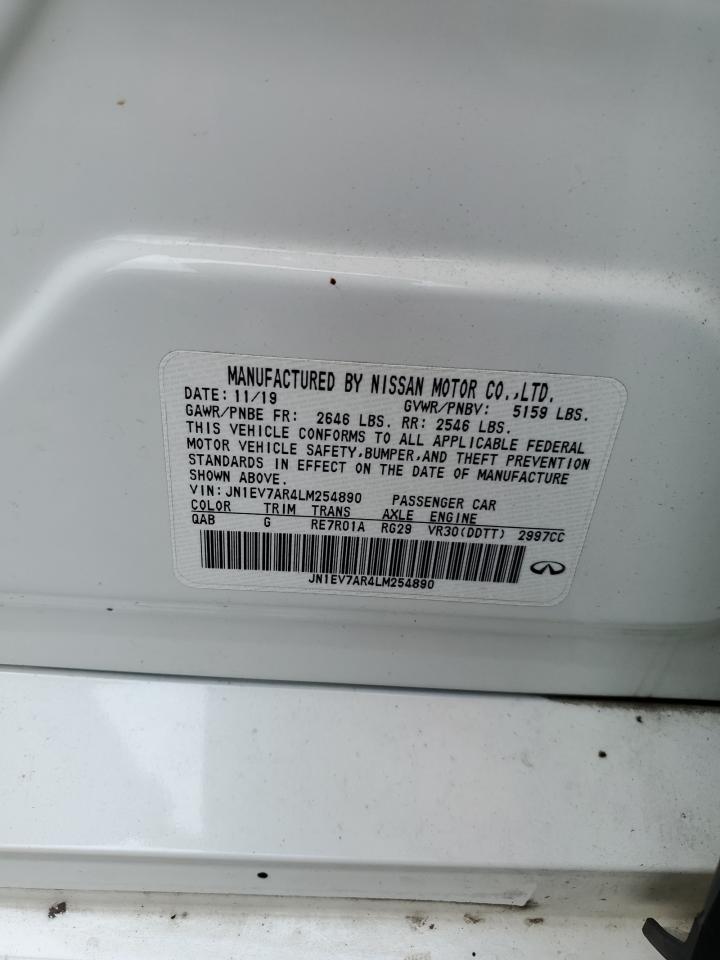 MANUFACTURED BY NISSAN MOTOR CO.,LTD.
DATE: 11/19 GVWR/PNBV: 5159 LBS.
GAWR/PNBE FR: 2646 LBS. RR: 2546 LBS.
THIS VEHICLE CONFORMS TO ALL APPLICABLE FEDERAL
MOTOR VEHICLE SAFETY,BUMPER,AND THEFT PREVENTION
STANDARDS IN EFFECT ON THE DATE OF MANUFACTURE
SHOWN ABOVE.
VIN: JN1EV7AR4LM254890 PASSENGER CAR
COLOR TRIM TRANS AXLE ENGINE
QAB G RE7R01A RG29 VR30(DDTT) 2997CC
JN1EV7AR4LM254890